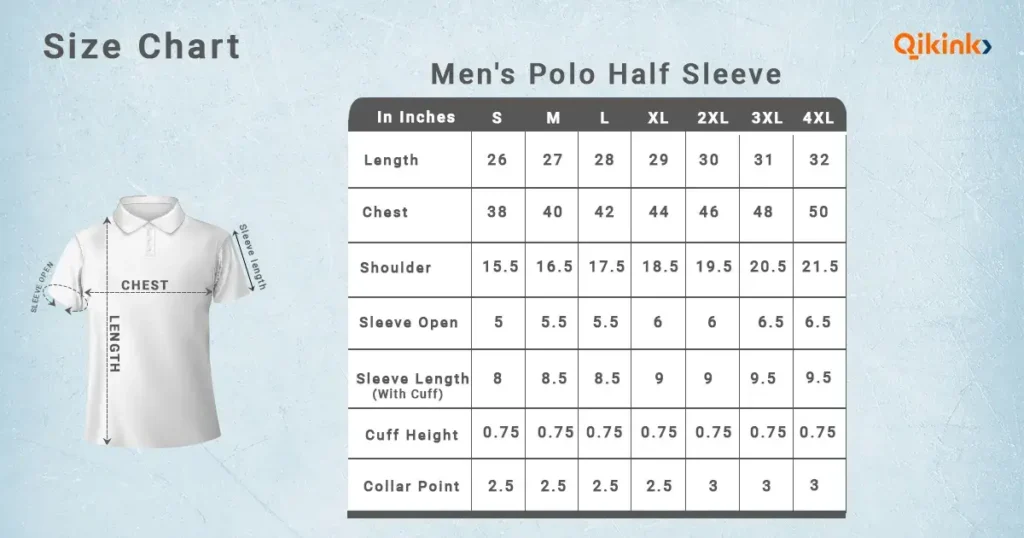 Size Chart
Qikink
Men's Polo Half Sleeve
In Inches S M L XL 2XL 3XL 4XL
Length 26 27 28 29 30 31 32
Chest 38 40 42 44 46 48 50
Shoulder 15.5 16.5 17.5 18.5 19.5 20.5 21.5
Sleeve Open 5 5.5 5.5 6 6 6.5 6.5
Sleeve Length 8 8.5 8.5 9 9 9.5 9.5
(With Cuff)
Cuff Height 0.75 0.75 0.75 0.75 0.75 0.75 0.75
Collar Point 2.5 2.5 2.5 2.5 3 3 3
SLEEVE OPEN
CHEST
LENGTH
Sleeve length